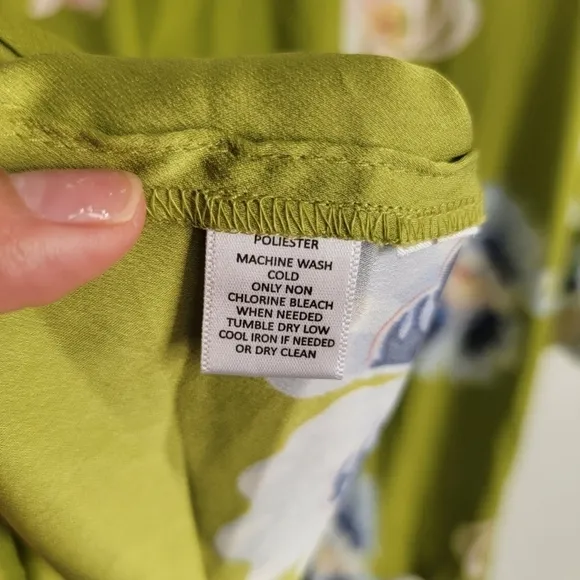 POLIESTER
MACHINE WASH
COLD
ONLY NON
CHLORINE BLEACH
WHEN NEEDED
TUMBLE DRY LOW
COOL IRON IF NEEDED
OR DRY CLEAN